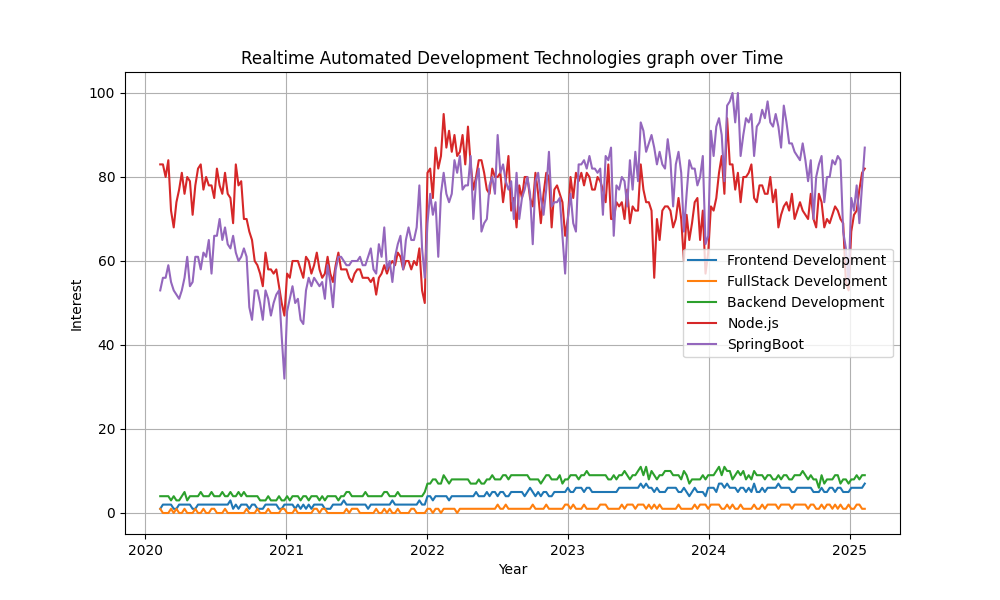 Realtime Automated Development Technologies graph over Time
100
80
60
40
20
0
Interest
Frontend Development
FullStack Development
Backend Development
Node.js
SpringBoot
2020 2021 2022 2023 2024 2025
Year